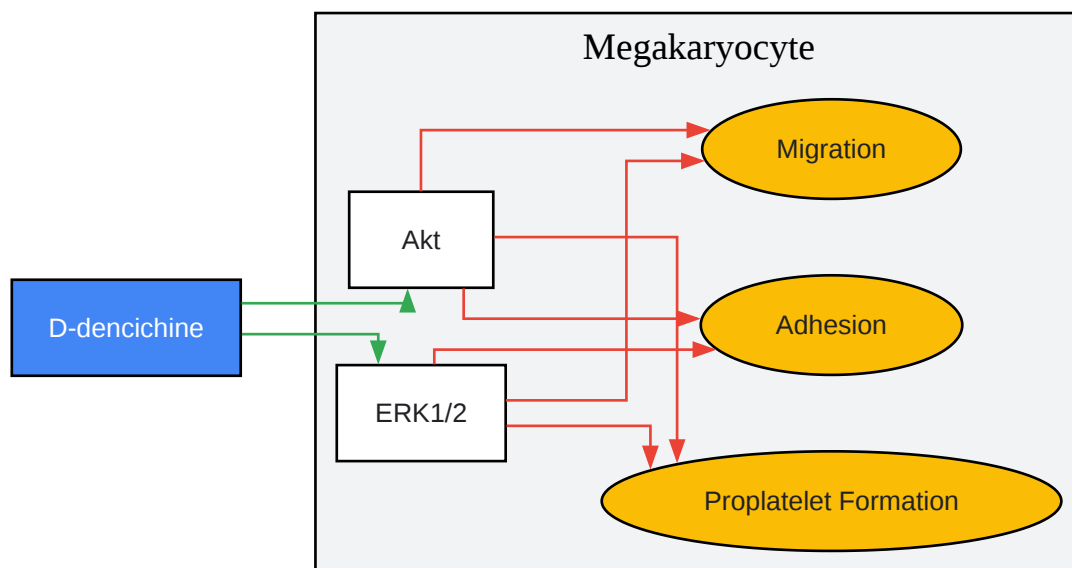 Megakaryocyte
Migration
Akt
D-dencichine
Adhesion
ERK1/2
Proplatelet Formation